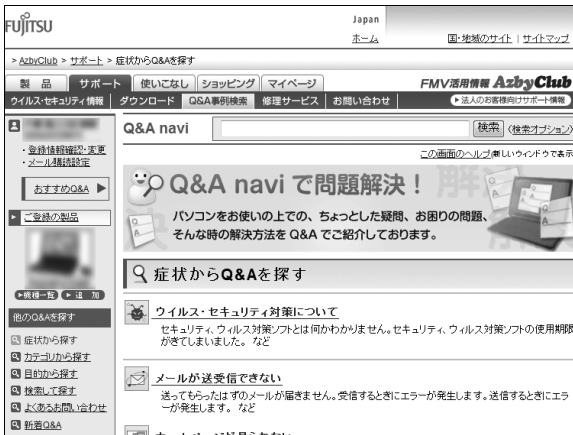 FUJITSU
Japan
ホーム
国・地域のサイト | サイトマップ
> AzbyClub > サポート > 症状からQ&Aを探す
製 品 サポート 使いこなし ショッピング マイページ
FMV活用情報 AzbyClub
ウイルス・セキュリティ情報 ダウンロード Q&A事例検索 修理サービス お問い合わせ
法人のお客様向けサポート情報
Q&A navi
検索 (検索オプション)
この画面のヘルプ(新しいウィンドウで表示
・登録情報確認・変更
・メール購読設定
おすすめQ&A
Q&A navi で問題解決!
パソコンをお使いの上での、ちょっとした疑問、お困りの問題、
そんな時の解決方法を Q&A でご紹介しております。
ご登録の製品
機種一覧 追 加
症状からQ&Aを探す
他のQ&Aを探す
症状から探す
カテゴリから探す
目的から探す
検索して探す
よくあるお問い合わせ
新着Q&A
ウイルス・セキュリティ対策について
セキュリティ、ウィルス対策ソフトとは何かわかりません。セキュリティ、ウィルス対策ソフトの使用期限
がきてしまいました。 など
メールが送受信できない
送ってもらったはずのメールが届きません。受信するときにエラーが発生します。送信するときにエラ
ーが発生します。 など